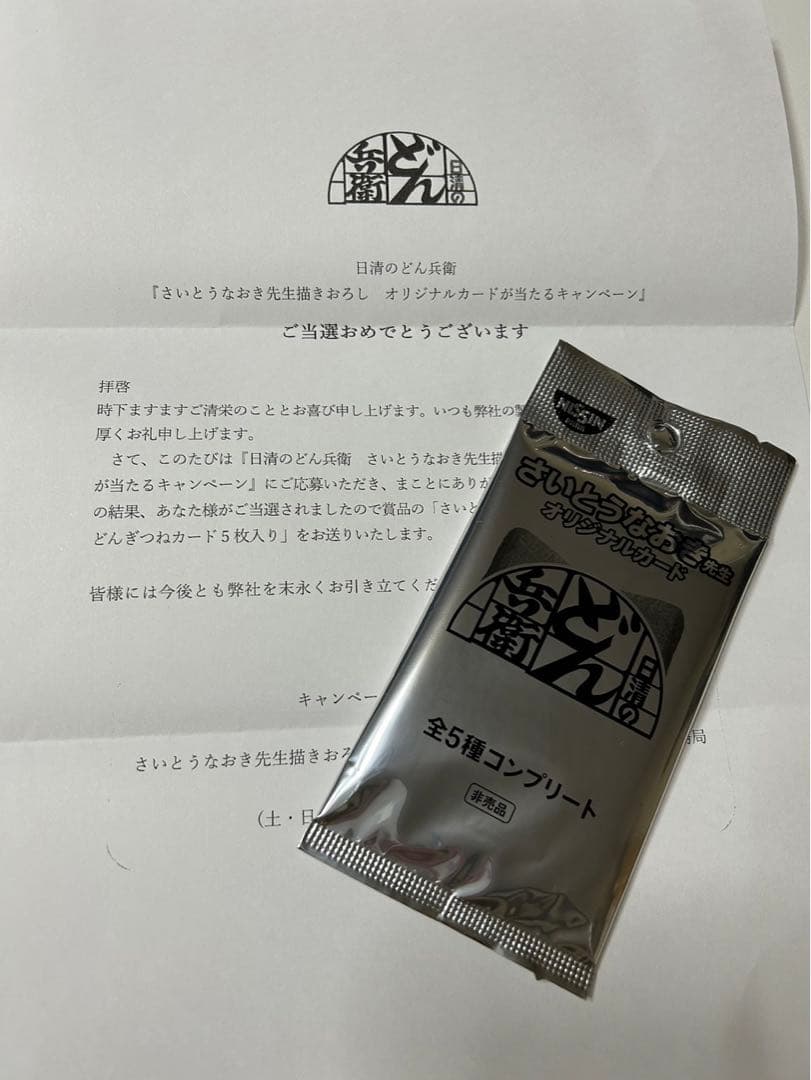 日清の
どん
兵衛
日清のどん兵衛
『さいとうなおき先生描きおろし　オリジナルカードが当たるキャンペーン』
ご当選おめでとうございます
拝啓
時下ますますご清栄のこととお喜び申し上げます。いつも弊社の製
厚くお礼申し上げます。
さて、このたびは『日清のどん兵衛　さいとうなおき先生描
が当たるキャンペーン』にご応募いただき、まことにありが
の結果、あなた様がご当選されましたので賞品の「さいと
どんぎつねカード５枚入り」をお送りいたします。
皆様には今後とも弊社を末永くお引き立てくだ
キャンペー
さいとうなおき先生描きおろ
局
(土・日
NISSIN
さいとうなおき先生
オリジナルカード
日清の
どん
兵衛
全5種コンプリート
非売品